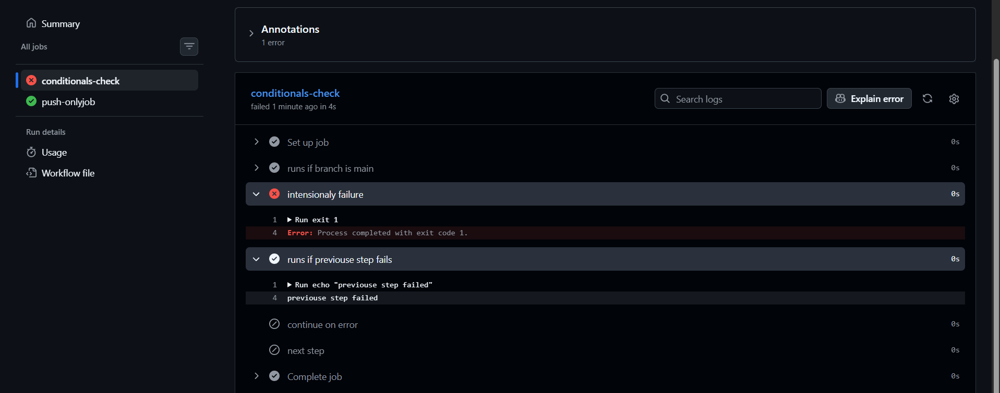 Summary
All jobs
conditionals-check
push-onlyjob
Run details
Usage
Workflow file
Annotations
1 error
conditionals-check
failed 1 minute ago in 4s
Search logs
Explain error
Set up job 0s
runs if branch is main 0s
intensionaly failure 0s
1 Run exit 1
4 Error: Process completed with exit code 1.
runs if previouse step fails 0s
1 Run echo "previouse step failed"
4 previouse step failed
continue on error 0s
next step 0s
Complete job 0s